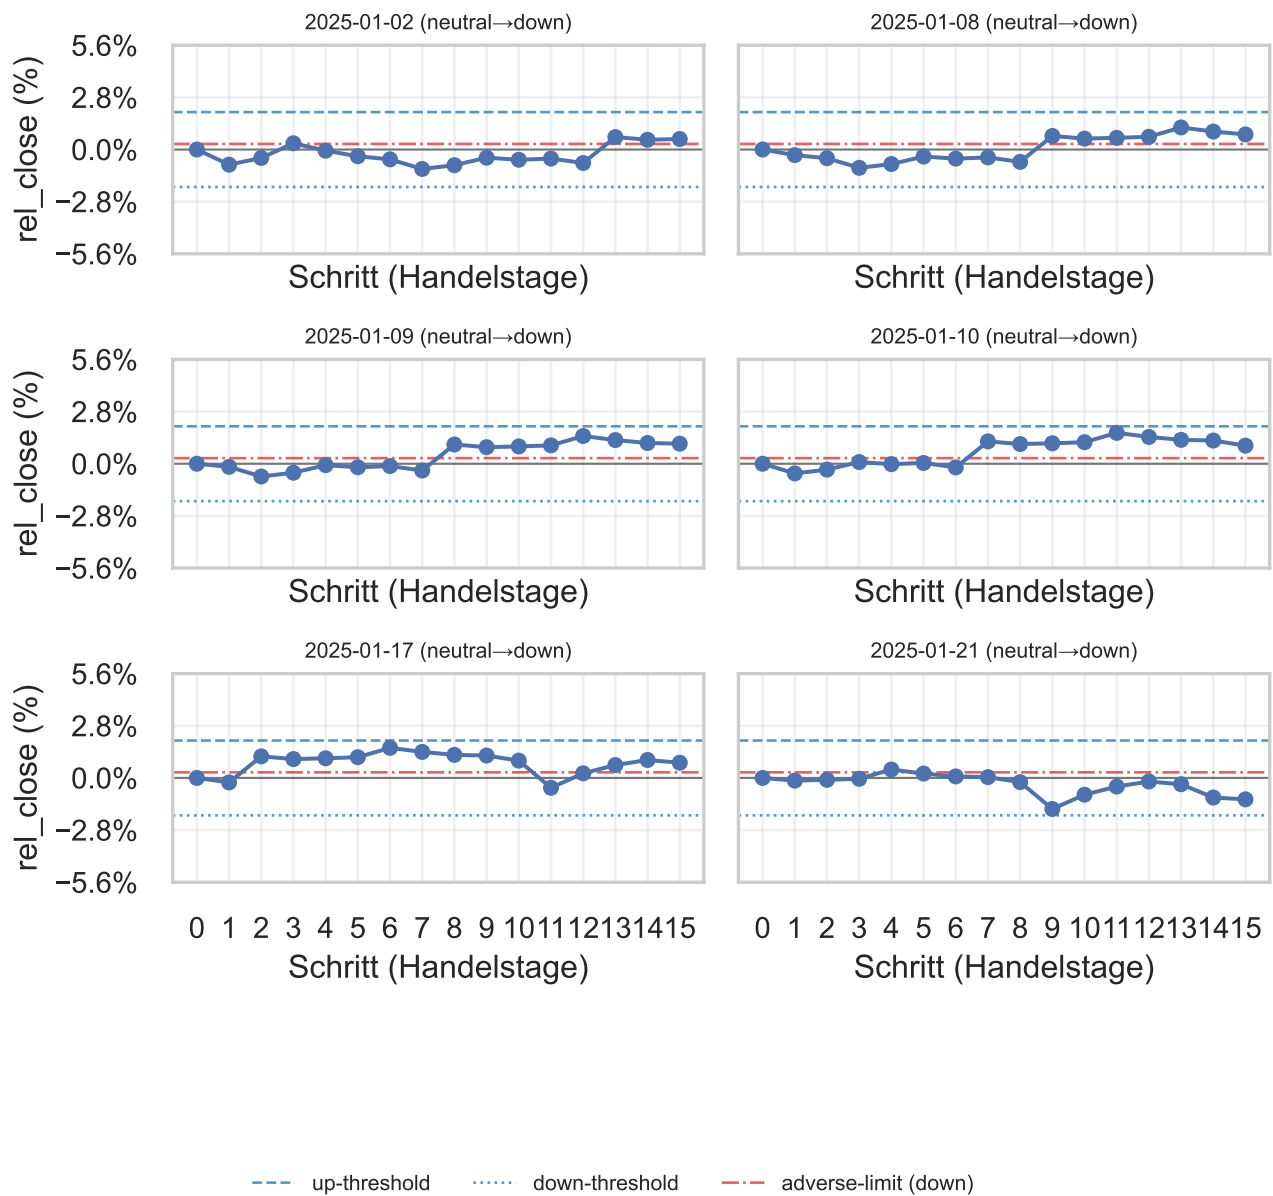 2025-01-02 (neutral→down)
2025-01-08 (neutral→down)
5.6%
2.8%
0.0%
−2.8%
−5.6%
rel_close (%)
Schritt (Handelstage)
Schritt (Handelstage)
2025-01-09 (neutral→down)
2025-01-10 (neutral→down)
5.6%
2.8%
0.0%
−2.8%
−5.6%
rel_close (%)
Schritt (Handelstage)
Schritt (Handelstage)
2025-01-17 (neutral→down)
2025-01-21 (neutral→down)
5.6%
2.8%
0.0%
−2.8%
−5.6%
rel_close (%)
0 1 2 3 4 5 6 7 8 9 10 11 12 13 14 15
0 1 2 3 4 5 6 7 8 9 10 11 12 13 14 15
Schritt (Handelstage)
Schritt (Handelstage)
up-threshold
down-threshold
adverse-limit (down)